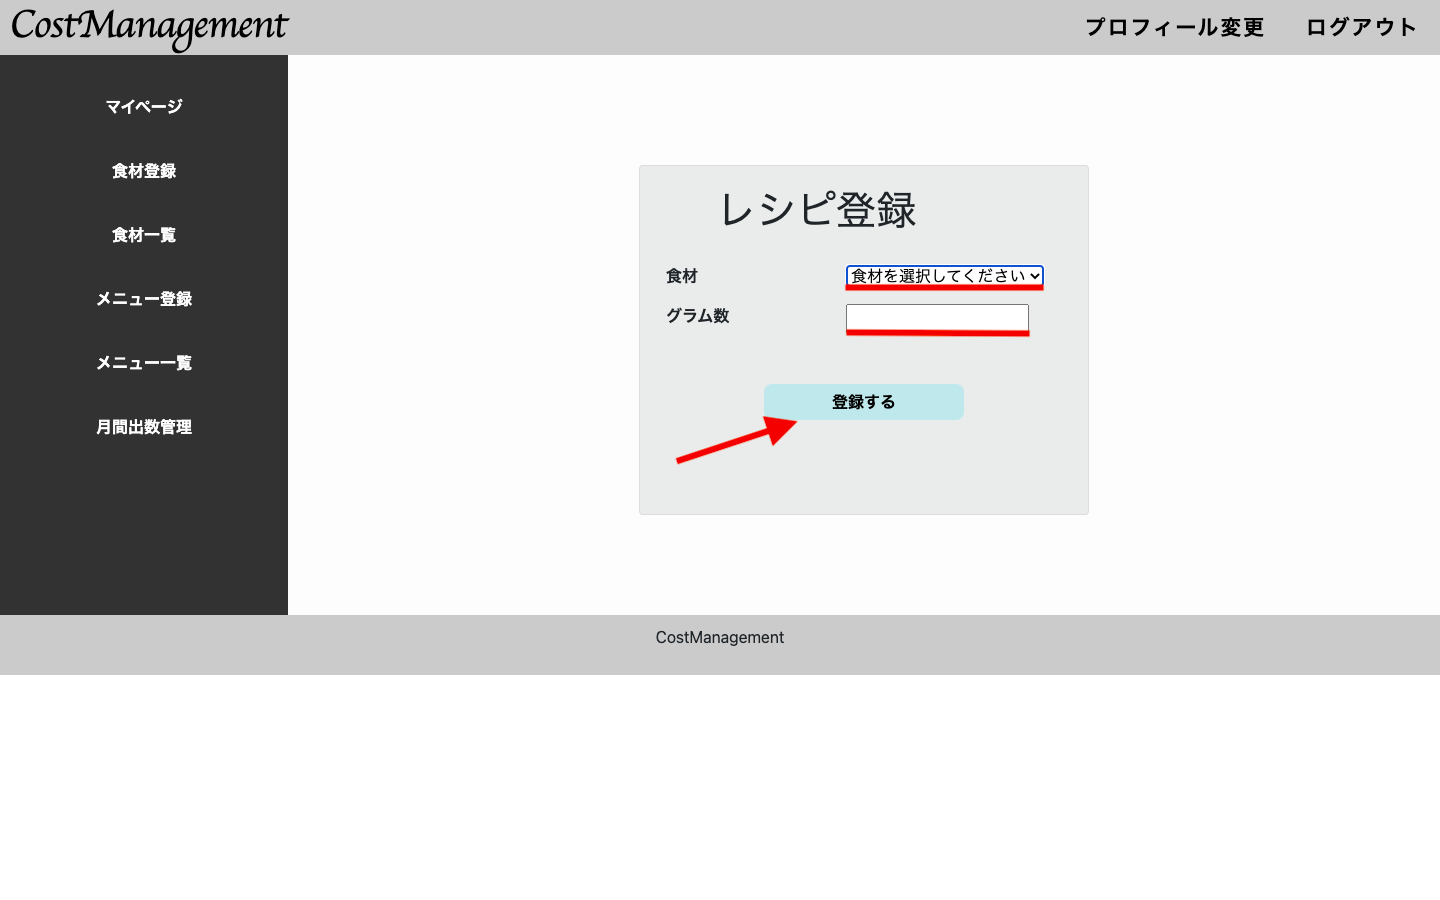 CostManagement
プロフィール変更
ログアウト
マイページ
食材登録
食材一覧
メニュー登録
メニュー一覧
月間出数管理
レシピ登録
食材
食材を選択してください
グラム数
登録する
CostManagement